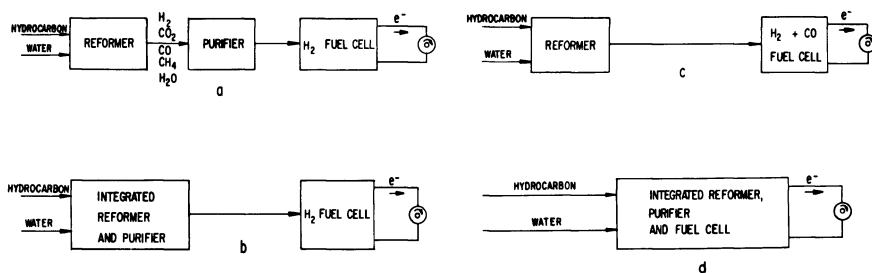 HYDROCARBON
WATER
REFORMER
H2
CO2
CO
CH4
H2O
PURIFIER
H2 FUEL CELL
e-
a
HYDROCARBON
WATER
REFORMER
H2 + CO
FUEL CELL
e-
c
HYDROCARBON
WATER
INTEGRATED
REFORMER
AND PURIFIER
H2 FUEL CELL
e-
b
HYDROCARBON
WATER
INTEGRATED REFORMER,
PURIFIER
AND FUEL CELL
e-
d